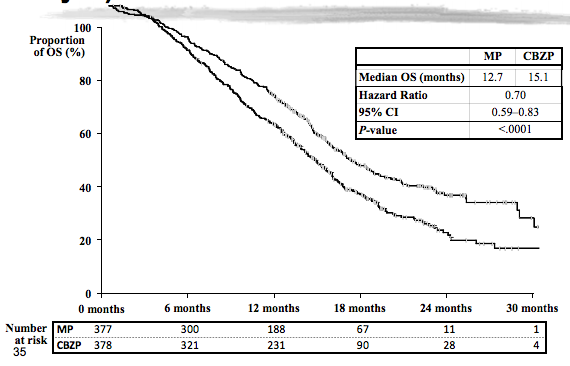 Proportion
of OS (%)
100
80
60
40
20
0
MP CBZP
Median OS (months) 12.7 15.1
Hazard Ratio 0.70
95% CI 0.59–0.83
P-value <.0001
0 months 6 months 12 months 18 months 24 months 30 months
Number at risk
MP 377 300 188 67 11 1
CBZP 378 321 231 90 28 4
35